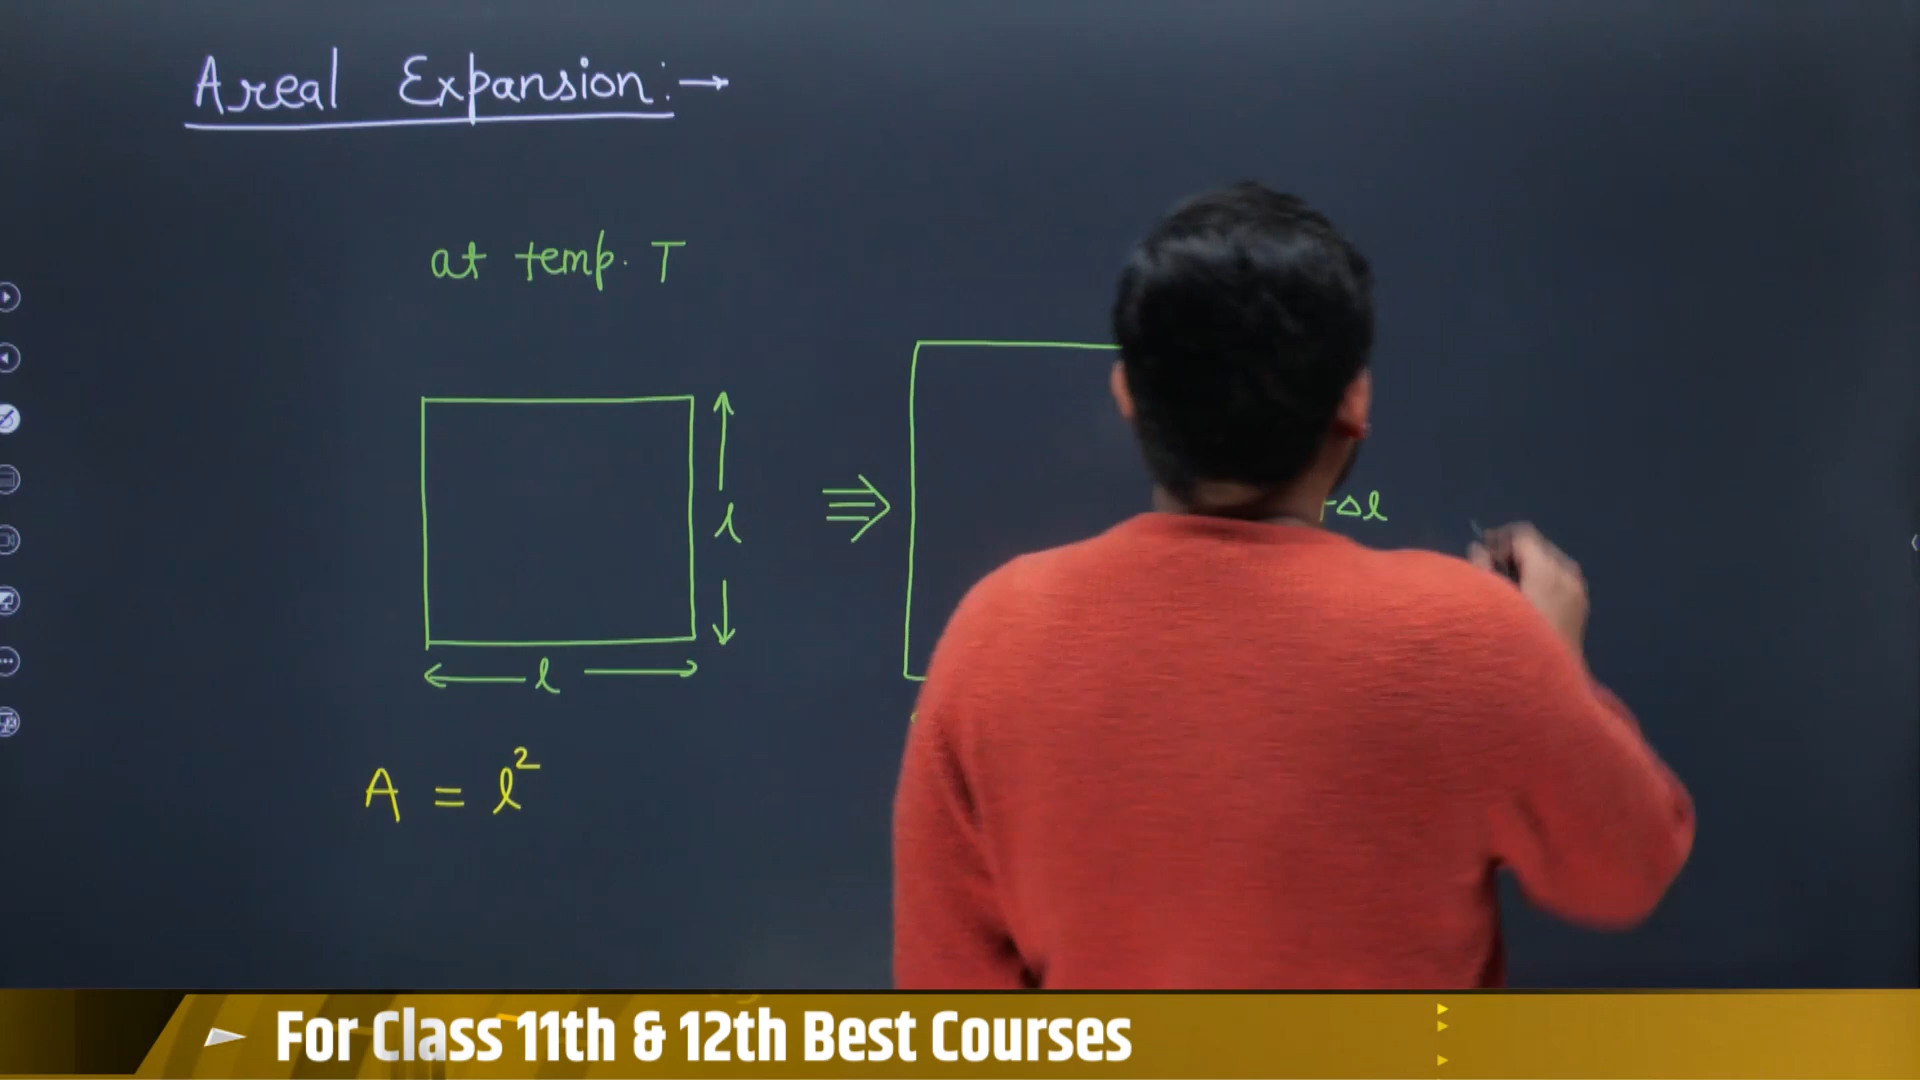 Areal Expansion:→
at temp. T
l
⇛
+Δl
l
A = l²
For Class 11th & 12th Best Courses